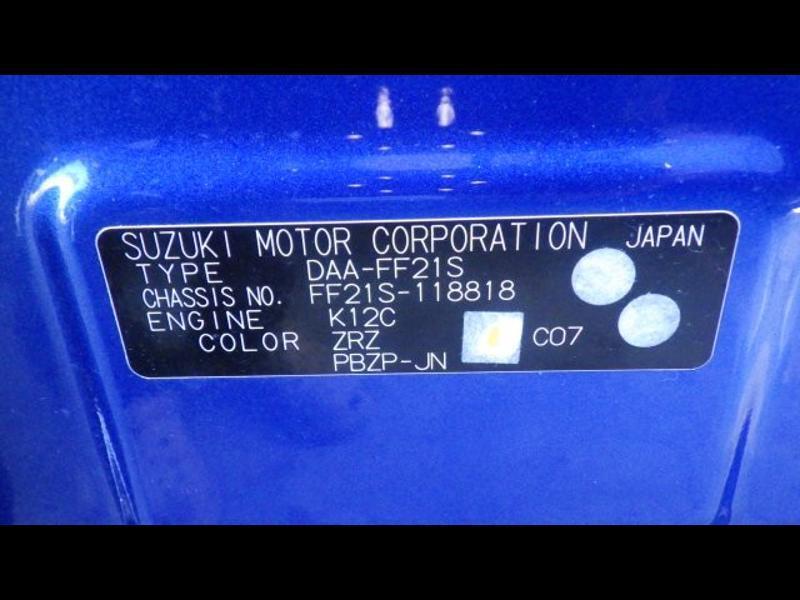 SUZUKI MOTOR CORPORATION JAPAN
TYPE DAA-FF21S
CHASSIS NO. FF21S-118818
ENGINE K12C
COLOR ZRZ C07
PBZP-JN